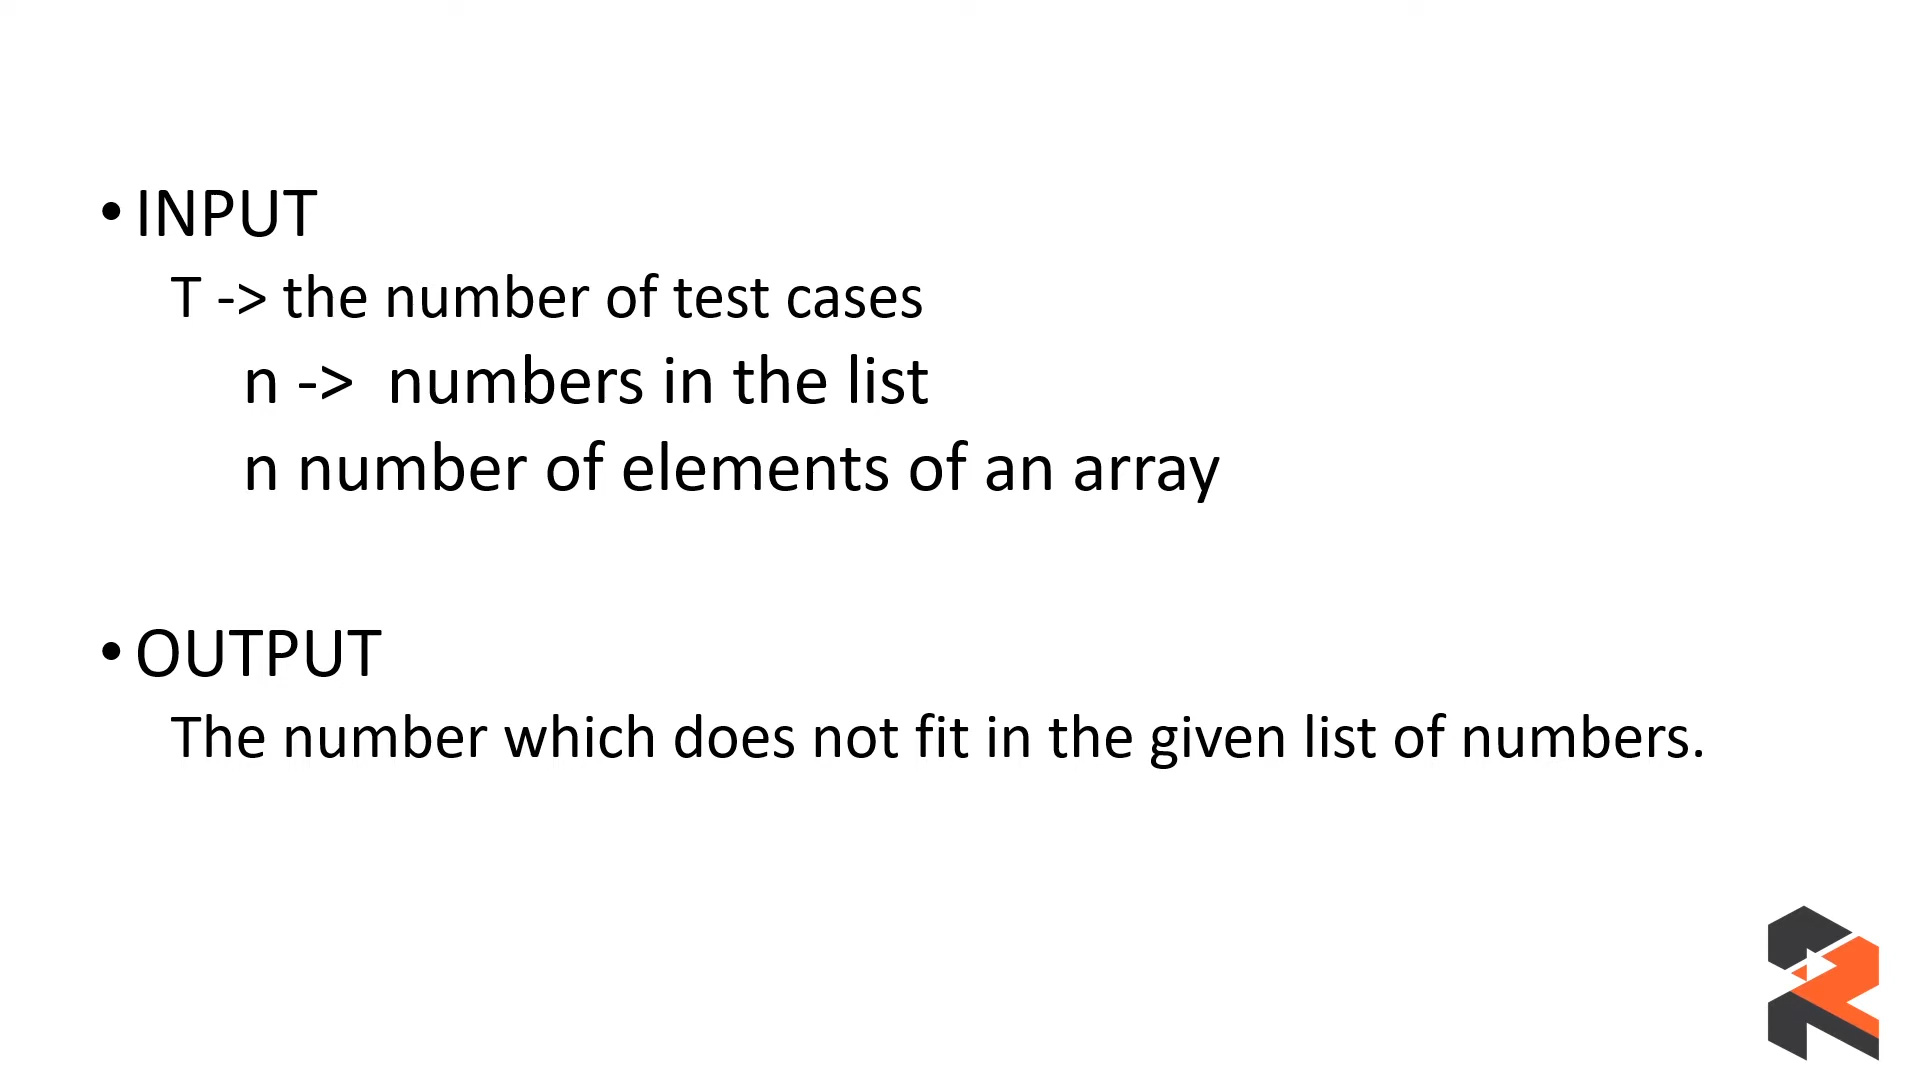 • INPUT
T -> the number of test cases
n -> numbers in the list
n number of elements of an array
• OUTPUT
The number which does not fit in the given list of numbers.